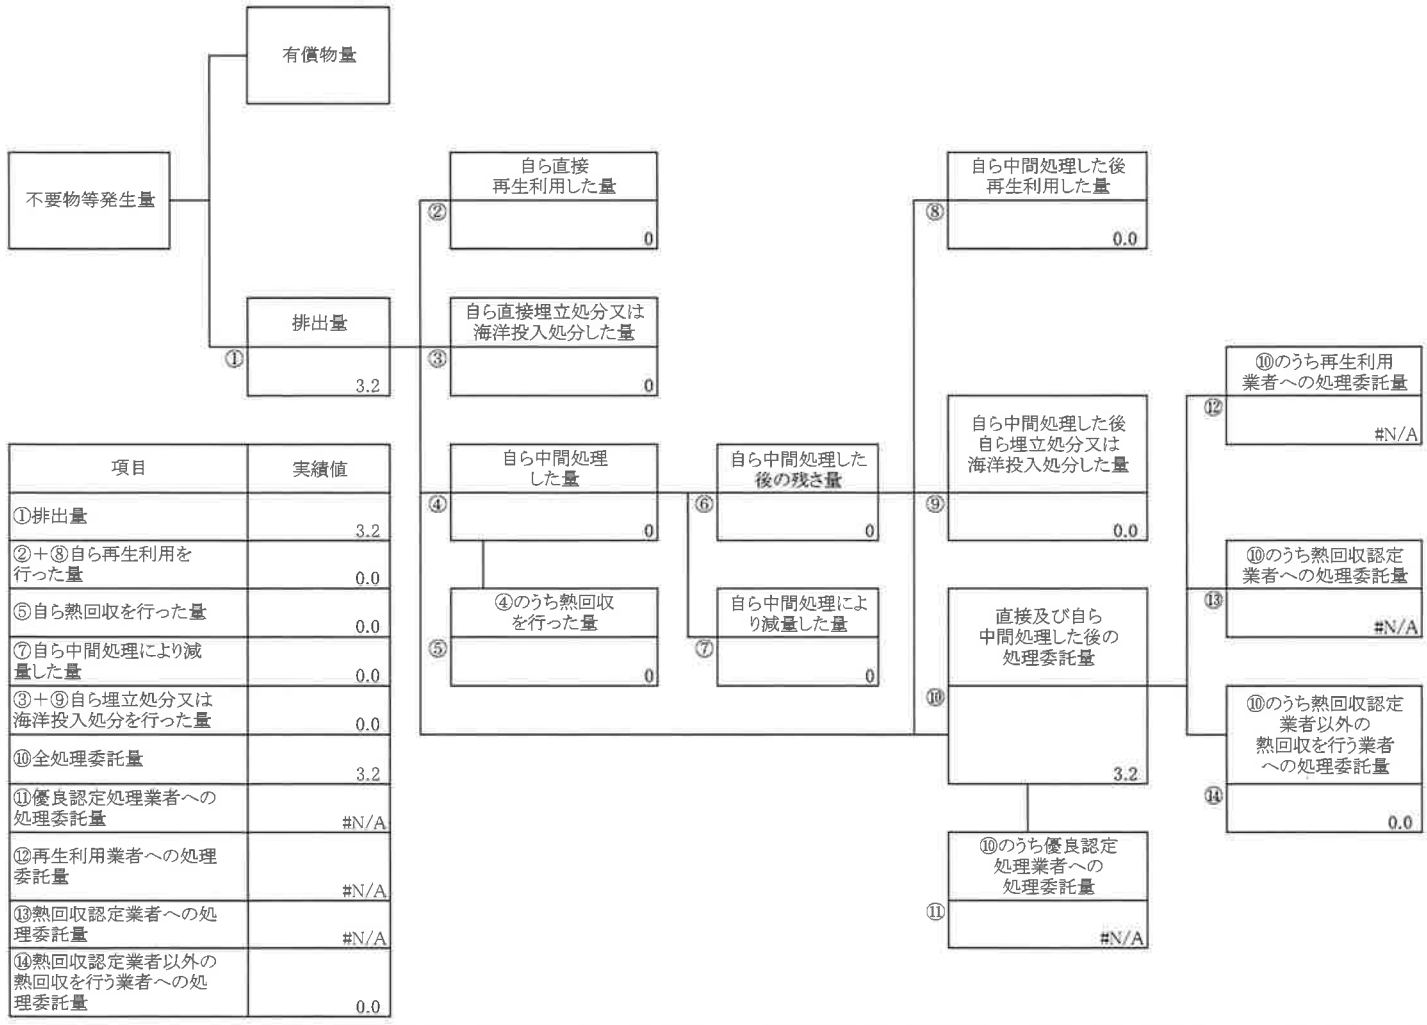 有償物量
不要物等発生量
排出量
①
3.2
自ら直接
再生利用した量
②
0
自ら直接埋立処分又は
海洋投入処分した量
③
0
自ら中間処理
した量
④
0
④のうち熱回収
を行った量
⑤
0
自ら中間処理した
後の残さ量
⑥
0
自ら中間処理によ
り減量した量
⑦
0
自ら中間処理した後
再生利用した量
⑧
0.0
自ら中間処理した後
自ら埋立処分又は
海洋投入処分した量
⑨
0.0
直接及び自ら
中間処理した後の
処理委託量
⑩
3.2
⑩のうち優良認定
処理業者への
処理委託量
⑪
#N/A
⑩のうち再生利用
業者への処理委託量
⑫
#N/A
⑩のうち熱回収認定
業者への処理委託量
⑬
#N/A
⑩のうち熱回収認定
業者以外の
熱回収を行う業者
への処理委託量
⑭
0.0
項目 実績値
①排出量
3.2
②＋⑧自ら再生利用を
行った量
0.0
⑤自ら熱回収を行った量
0.0
⑦自ら中間処理により減
量した量
0.0
③＋⑨自ら埋立処分又は
海洋投入処分を行った量
0.0
⑩全処理委託量
3.2
⑪優良認定処理業者への
処理委託量
#N/A
⑫再生利用業者への処理
委託量
#N/A
⑬熱回収認定業者への処
理委託量
#N/A
⑭熱回収認定業者以外の
熱回収を行う業者への処
理委託量
0.0